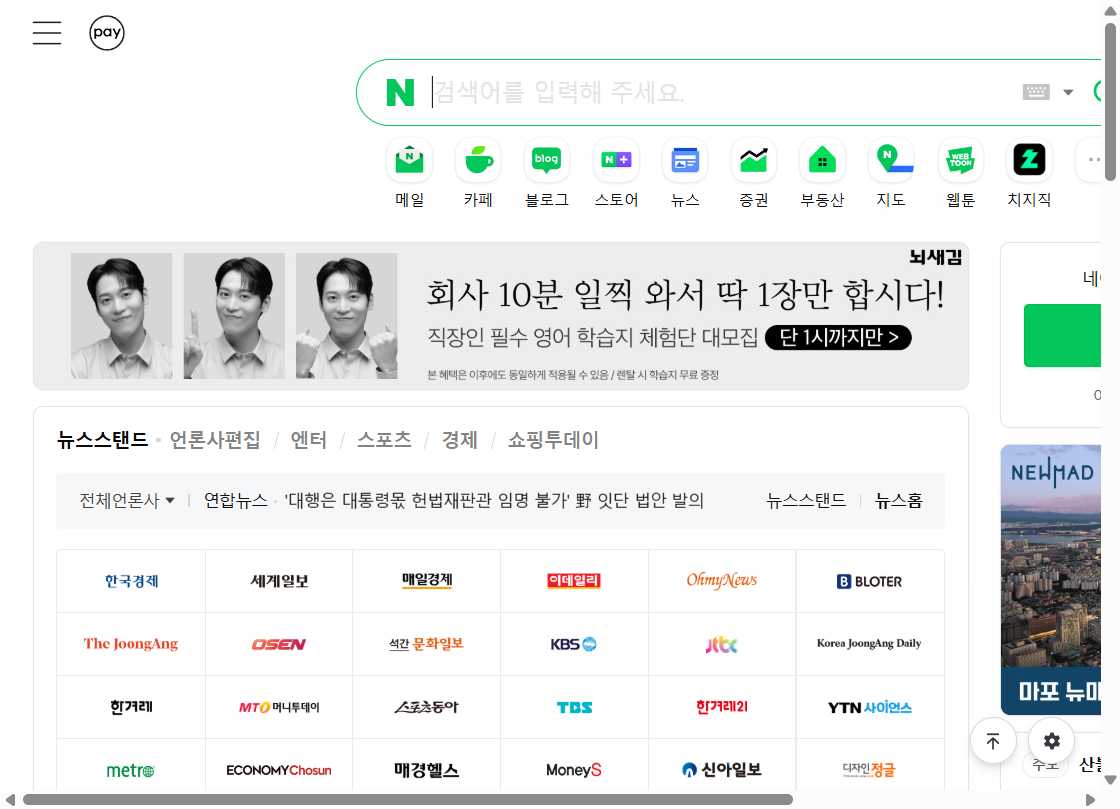 pay
N 검색어를 입력해 주세요.
N blog N + N WEB TOON Z
메일 카페 블로그 스토어 뉴스 증권 부동산 지도 웹툰 치지직
뇌새김
회사 10분 일찍 와서 딱 1장만 합시다!
직장인 필수 영어 학습지 체험단 대모집 단 1시까지만 >
본 혜택은 이후에도 동일하게 적용될 수 있음 / 렌탈 시 학습지 무료 증정
뉴스스탠드 언론사편집 / 엔터 / 스포츠 / 경제 / 쇼핑투데이
전체언론사 연합뉴스 · '대행은 대통령몫 헌법재판관 임명 불가' 野 잇단 법안 발의 뉴스스탠드 뉴스홈
한국경제 세계일보 매일경제 이데일리 OhmyNews B BLOTER
The JoongAng OSEN 석간 문화일보 KBS jtbc Korea JoongAng Daily
한겨레 MTO 머니투데이 스포츠동아 TBS 한겨레21 YTN 사이언스
metro ECONOMYChosun 매경헬스 MoneyS 신아일보 디자인정글
NEWMAD
마포 뉴마
주요 산불